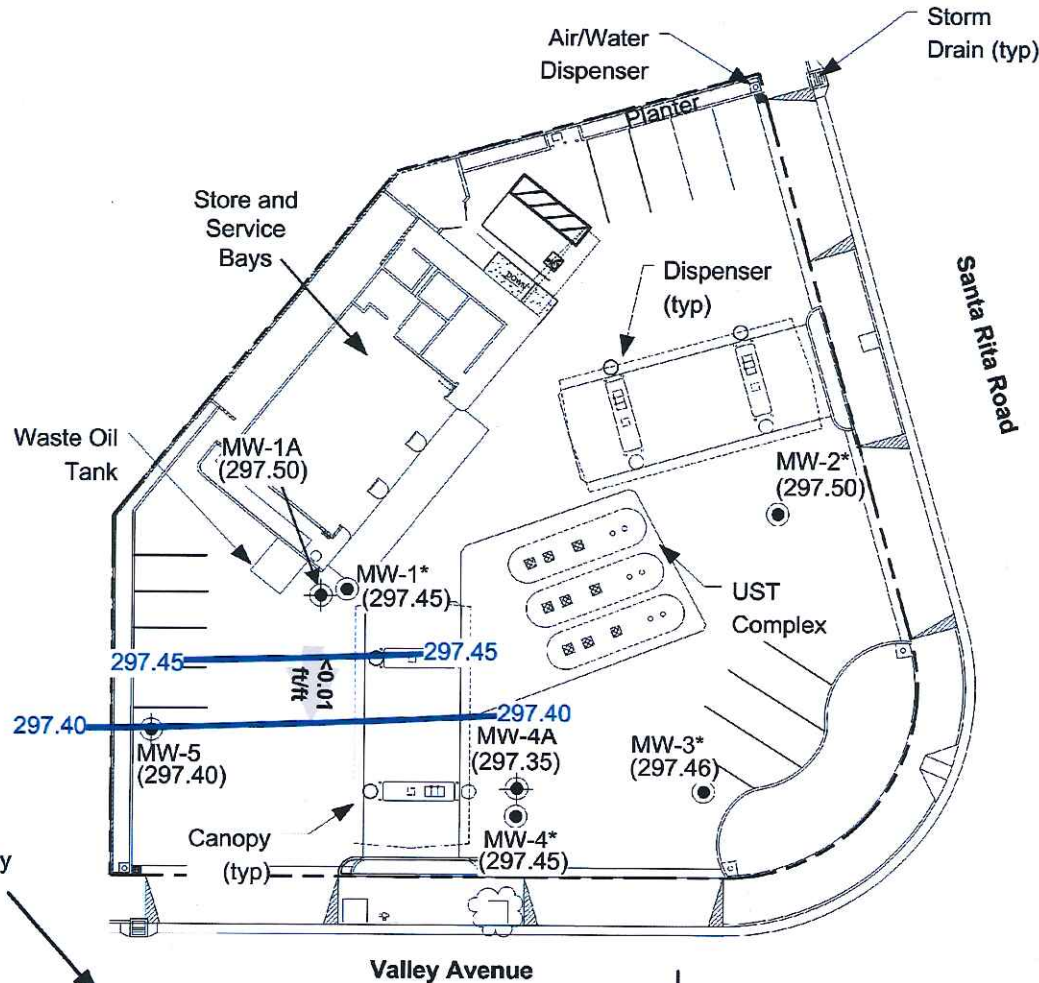 Storm
Drain (typ)
Air/Water
Dispenser
Planter
Store and
Service
Bays
DOWN
Dispenser
(typ)
Santa Rita Road
Waste Oil
Tank
MW-1A
(297.50)
MW-2*
(297.50)
MW-1*
(297.45)
UST
Complex
297.45
297.45
<0.01
ft/ft
297.40
297.40
MW-5
(297.40)
MW-4A
(297.35)
MW-3*
(297.46)
Canopy
(typ)
MW-4*
(297.45)
y
Valley Avenue